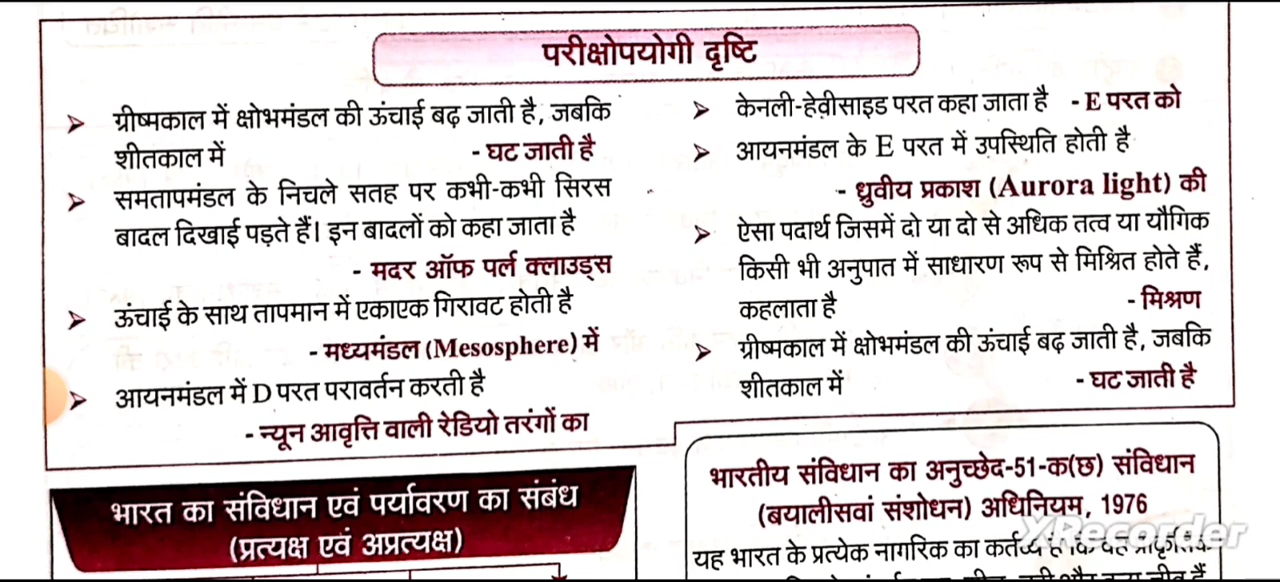 परीक्षोपयोगी दृष्टि
➤ ग्रीष्मकाल में क्षोभमंडल की ऊंचाई बढ़ जाती है, जबकि
शीतकाल में - घट जाती है
➤ समतापमंडल के निचले सतह पर कभी-कभी सिरस
बादल दिखाई पड़ते हैं। इन बादलों को कहा जाता है
- मदर ऑफ पर्ल क्लाउड्स
➤ ऊंचाई के साथ तापमान में एकाएक गिरावट होती है
- मध्यमंडल (Mesosphere) में
➤ आयनमंडल में D परत परावर्तन करती है
- न्यून आवृत्ति वाली रेडियो तरंगों का
➤ केनली-हेवीसाइड परत कहा जाता है - E परत को
➤ आयनमंडल के E परत में उपस्थिति होती है
- ध्रुवीय प्रकाश (Aurora light) की
➤ ऐसा पदार्थ जिसमें दो या दो से अधिक तत्व या यौगिक
किसी भी अनुपात में साधारण रूप से मिश्रित होते हैं,
कहलाता है - मिश्रण
➤ ग्रीष्मकाल में क्षोभमंडल की ऊंचाई बढ़ जाती है, जबकि
शीतकाल में - घट जाती है
भारत का संविधान एवं पर्यावरण का संबंध
(प्रत्यक्ष एवं अप्रत्यक्ष)
भारतीय संविधान का अनुच्छेद-51-क(छ) संविधान
(बयालीसवां संशोधन) अधिनियम, 1976
यह भारत के प्रत्येक नागरिक का कर्तव्य
XRecorder